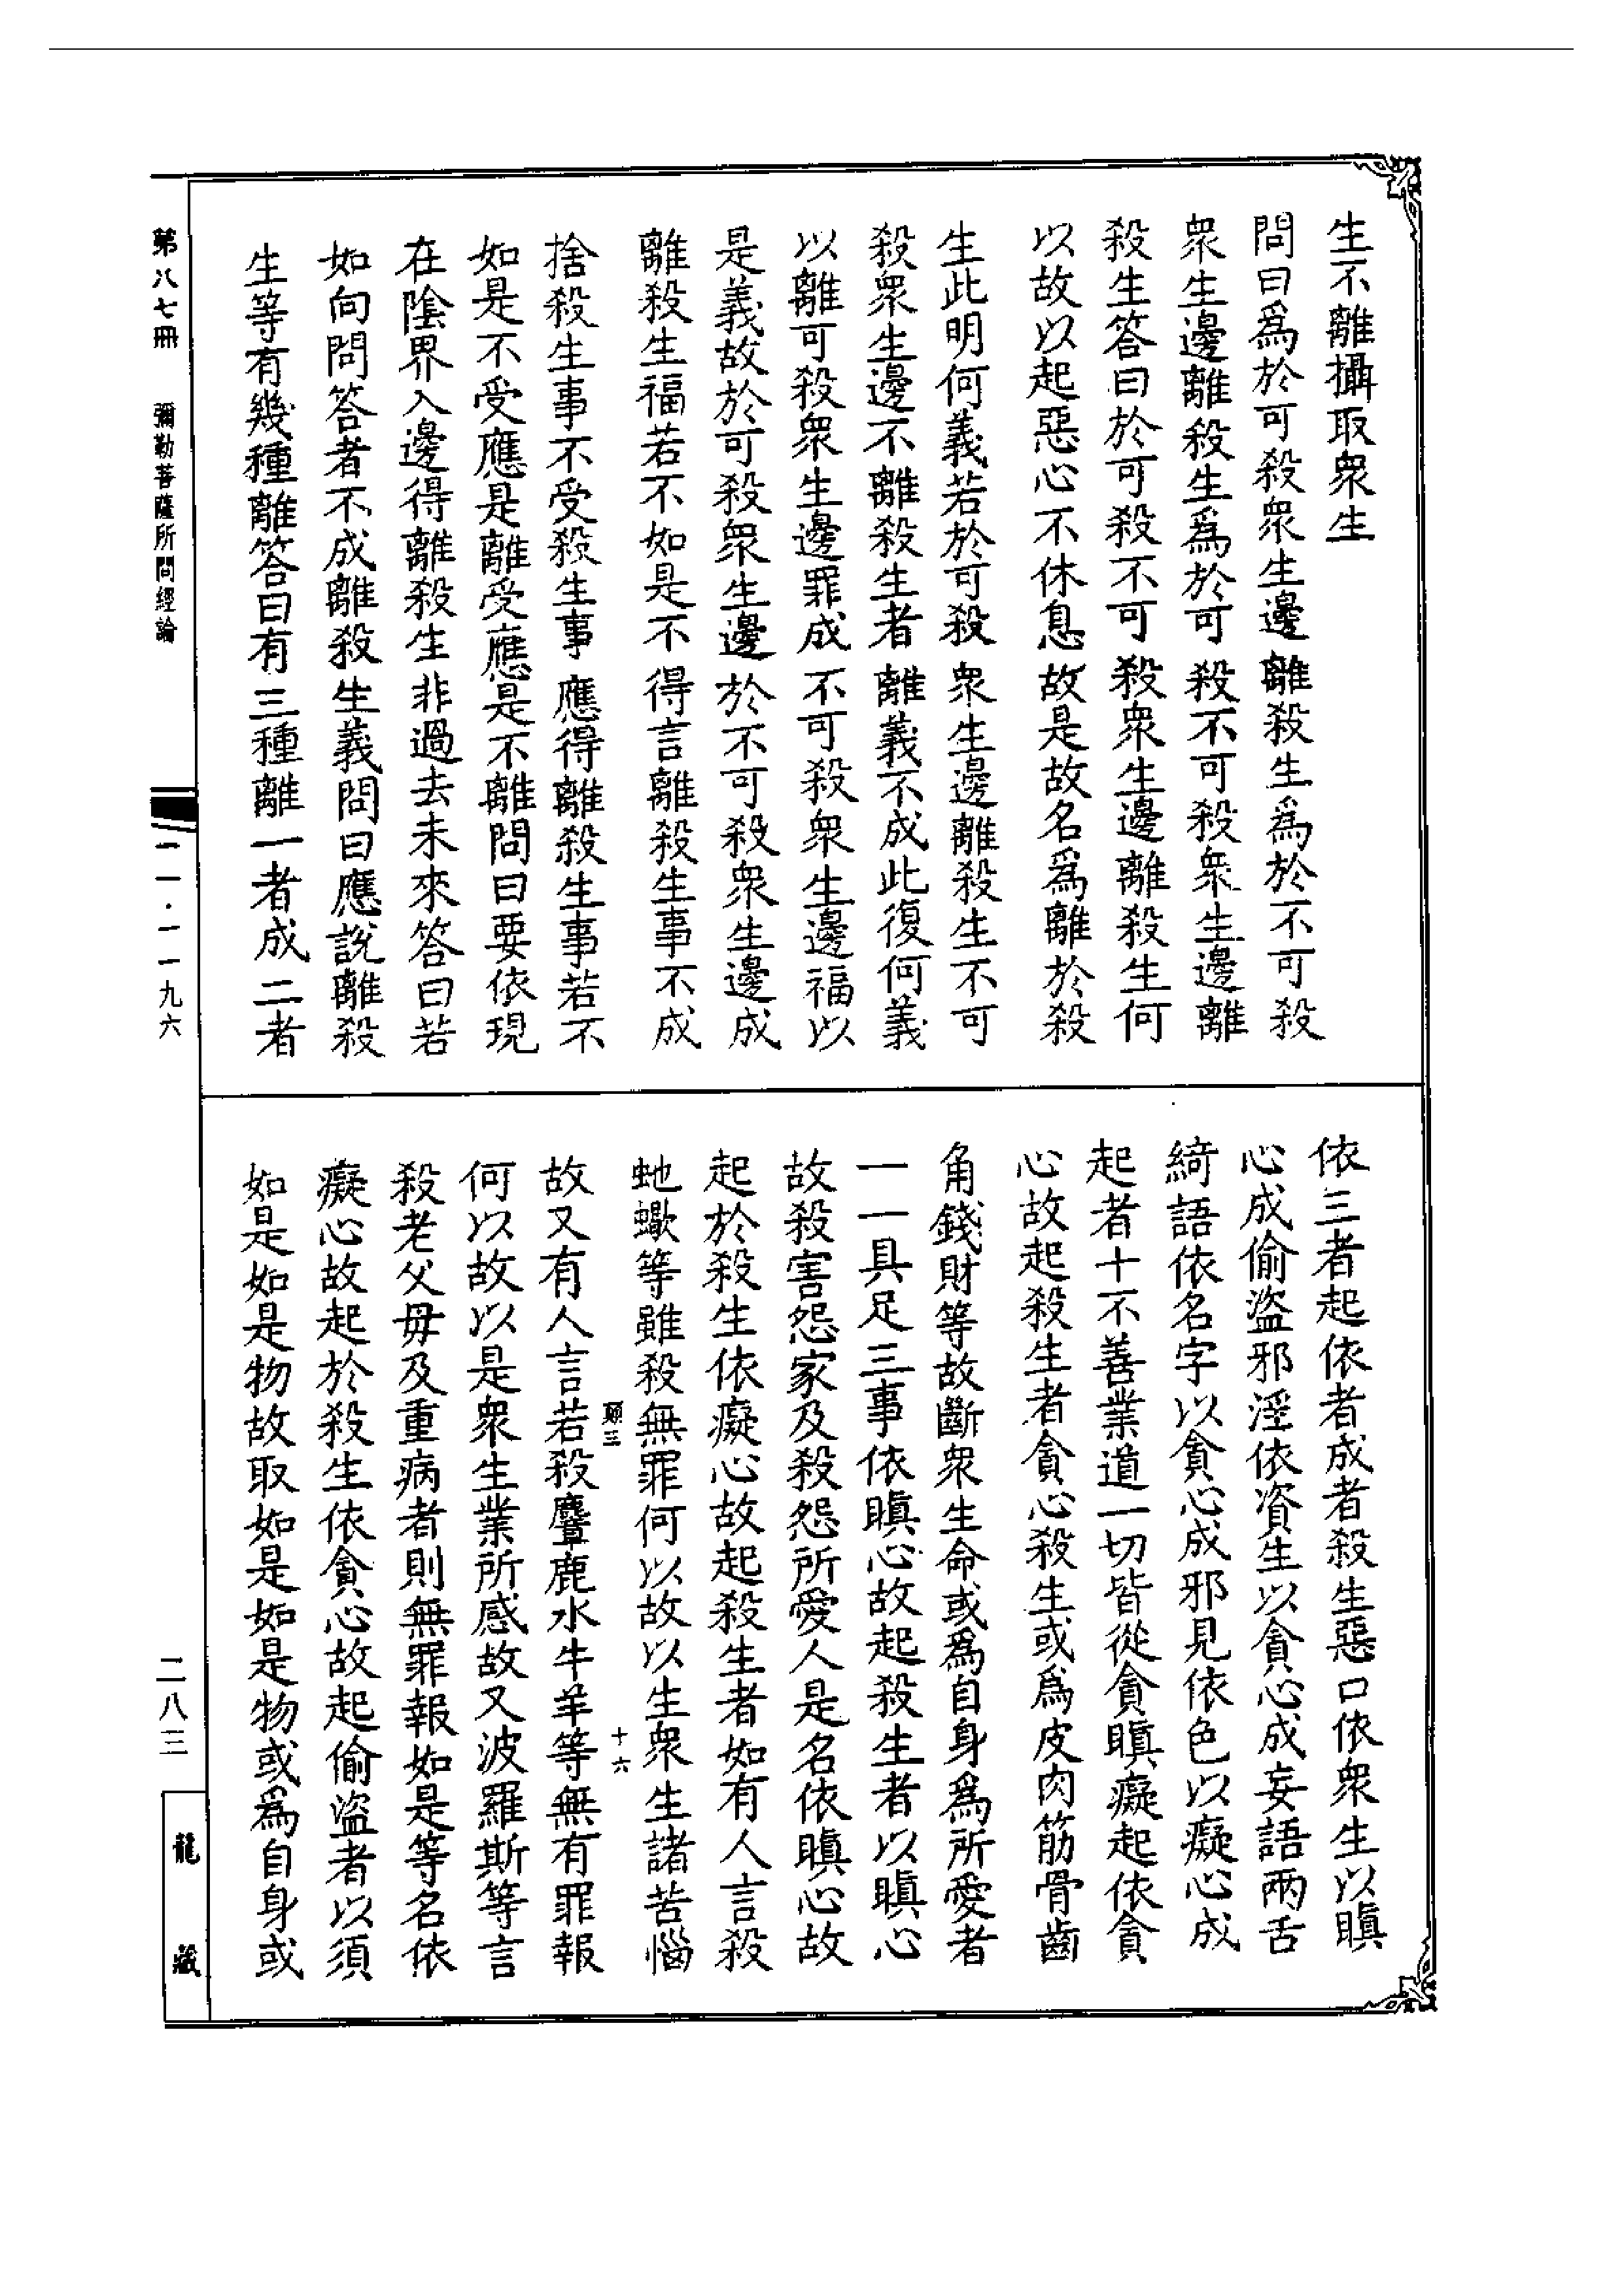 生不離攝取衆生
問曰爲於可殺衆生邊離殺生爲於不可殺
衆生邊離殺生爲於可殺不可殺衆生邊離
殺生答曰於可殺不可殺衆生邊離殺生何
以故以起惡心不休息故是故名爲離於殺
生此明何義若於可殺衆生邊離殺生不可
殺衆生邊不離殺生者離義不成此復何義
以離可殺衆生邊罪成不可殺衆生邊福以
是義故於可殺衆生邊於不可殺衆生邊成
離殺生福若不如是不得言離殺生事不成
捨殺生事不受殺生事應得離殺生事若不
如是不受應是離受應是不離問曰要依現
在陰界入邊得離殺生非過去未來答曰若
如向問答者不成離殺生義問曰應說離殺
生等有幾種離答曰有三種離一者成二者
依三者起依者成者殺生惡口依衆生以瞋
心成偷盜邪淫依資生以貪心成妄語兩舌
綺語依名字以貪心成邪見依色以癡心成
起者十不善業道一切皆從貪瞋癡起依貪
心故起殺生者貪心殺生或爲皮肉筋骨齒
角錢財等故斷衆生命或爲自身爲所愛者
一一具足三事依瞋心故起殺生者以瞋心
故殺害怨家及殺怨所愛人是名依瞋心故
起於殺生依癡心故起殺生者如有人言殺
虵蠍等雖殺無罪何以故以生衆生諸苦惱
願三 十六
故又有人言若殺麞鹿水牛羊等無有罪報
何以故以是衆生業所感故又波羅斯等言
殺老父母及重病者則無罪報如是等名依
癡心故起於殺生依貪心故起偷盜者以須
如是如是物故取如是如是物或爲自身或
第八七冊 彌勒菩薩所問經論
二一·一一九六
二八三
龍藏